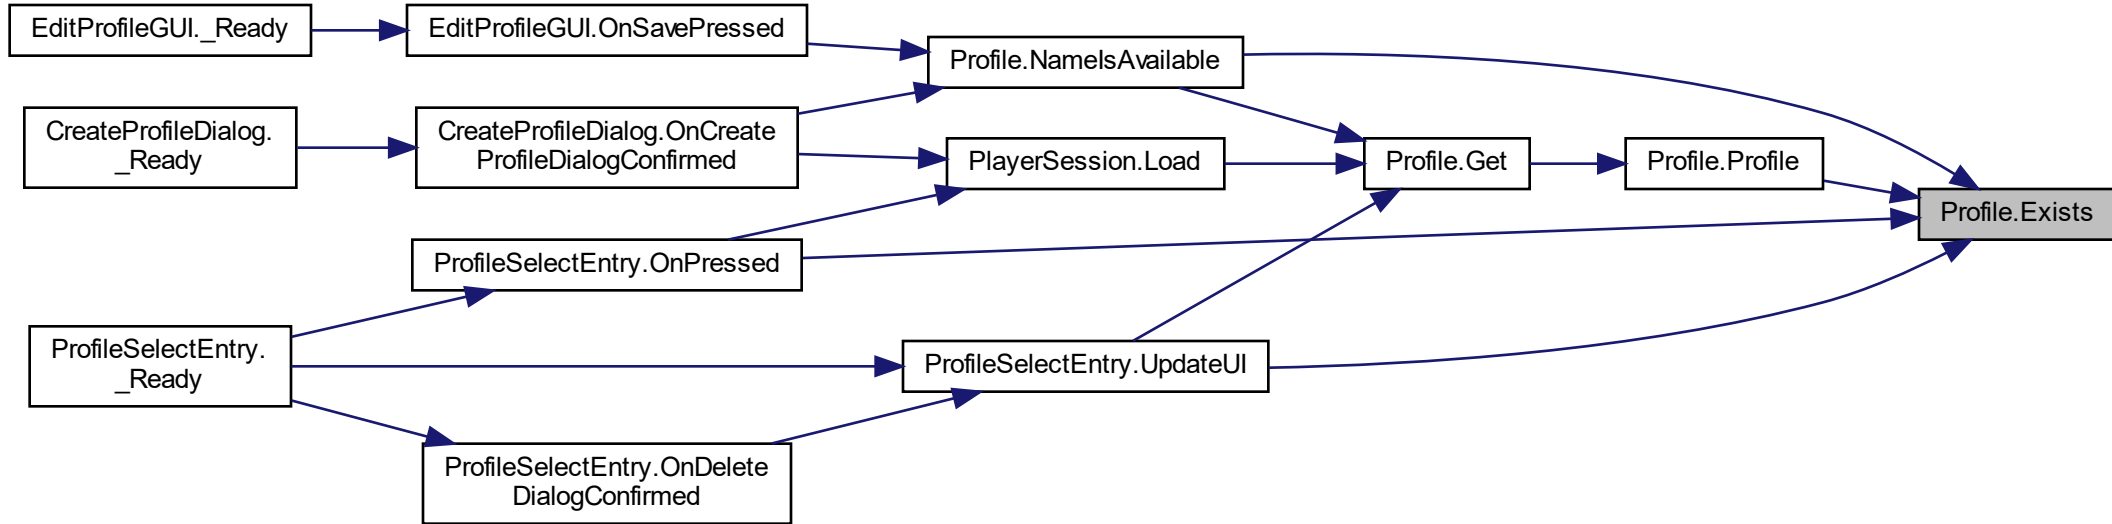 EditProfileGUI._Ready
EditProfileGUI.OnSavePressed
Profile.NameIsAvailable
CreateProfileDialog.
_Ready
CreateProfileDialog.OnCreate
ProfileDialogConfirmed
PlayerSession.Load
Profile.Get
Profile.Profile
Profile.Exists
ProfileSelectEntry.OnPressed
ProfileSelectEntry.
_Ready
ProfileSelectEntry.UpdateUI
ProfileSelectEntry.OnDelete
DialogConfirmed